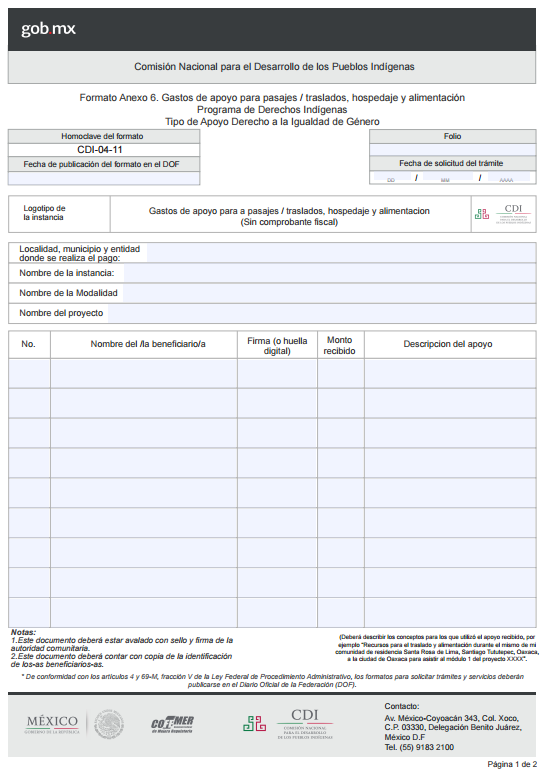 gob.mx
Comisión Nacional para el Desarrollo de los Pueblos Indígenas
Formato Anexo 6. Gastos de apoyo para pasajes / traslados, hospedaje y alimentación
Programa de Derechos Indígenas
Tipo de Apoyo Derecho a la Igualdad de Género
Homoclave del formato
CDI-04-11
Fecha de publicación del formato en el DOF
Folio
Fecha de solicitud del trámite
DD / MM / AAAA
Logotipo de
la instancia
Gastos de apoyo para a pasajes / traslados, hospedaje y alimentacion
(Sin comprobante fiscal)
CDI
COMISIÓN NACIONAL
PARA EL DESARROLLO
DE LOS PUEBLOS INDÍGENAS
Localidad, municipio y entidad
donde se realiza el pago:
Nombre de la instancia:
Nombre de la Modalidad
Nombre del proyecto
No.
Nombre del /la beneficiario/a
Firma (o huella
digital)
Monto
recibido
Descripcion del apoyo
Notas:
1.Este documento deberá estar avalado con sello y firma de la
autoridad comunitaria.
2.Este documento deberá contar con copia de la identificación
de los-as beneficiarios-as.
(Deberá describir los conceptos para los que utilizó el apoyo recibido, por
ejemplo "Recursos para el traslado y alimentación durante el mismo de mi
comunidad de residencia Santa Rosa de Lima, Santiago Tututepec, Oaxaca,
a la ciudad de Oaxaca para asistir al módulo 1 del proyecto XXXX".
* De conformidad con los artículos 4 y 69-M, fracción V de la Ley Federal de Procedimiento Administrativo, los formatos para solicitar trámites y servicios deberán
publicarse en el Diario Oficial de la Federación (DOF).
MÉXICO
GOBIERNO DE LA REPÚBLICA
COFEMER
de Mejora Regulatoria
CDI
COMISIÓN NACIONAL
PARA EL DESARROLLO
DE LOS PUEBLOS INDÍGENAS
Contacto:
Av. México-Coyoacán 343, Col. Xoco,
C.P. 03330, Delegación Benito Juárez,
México D.F
Tel. (55) 9183 2100
Página 1 de 2